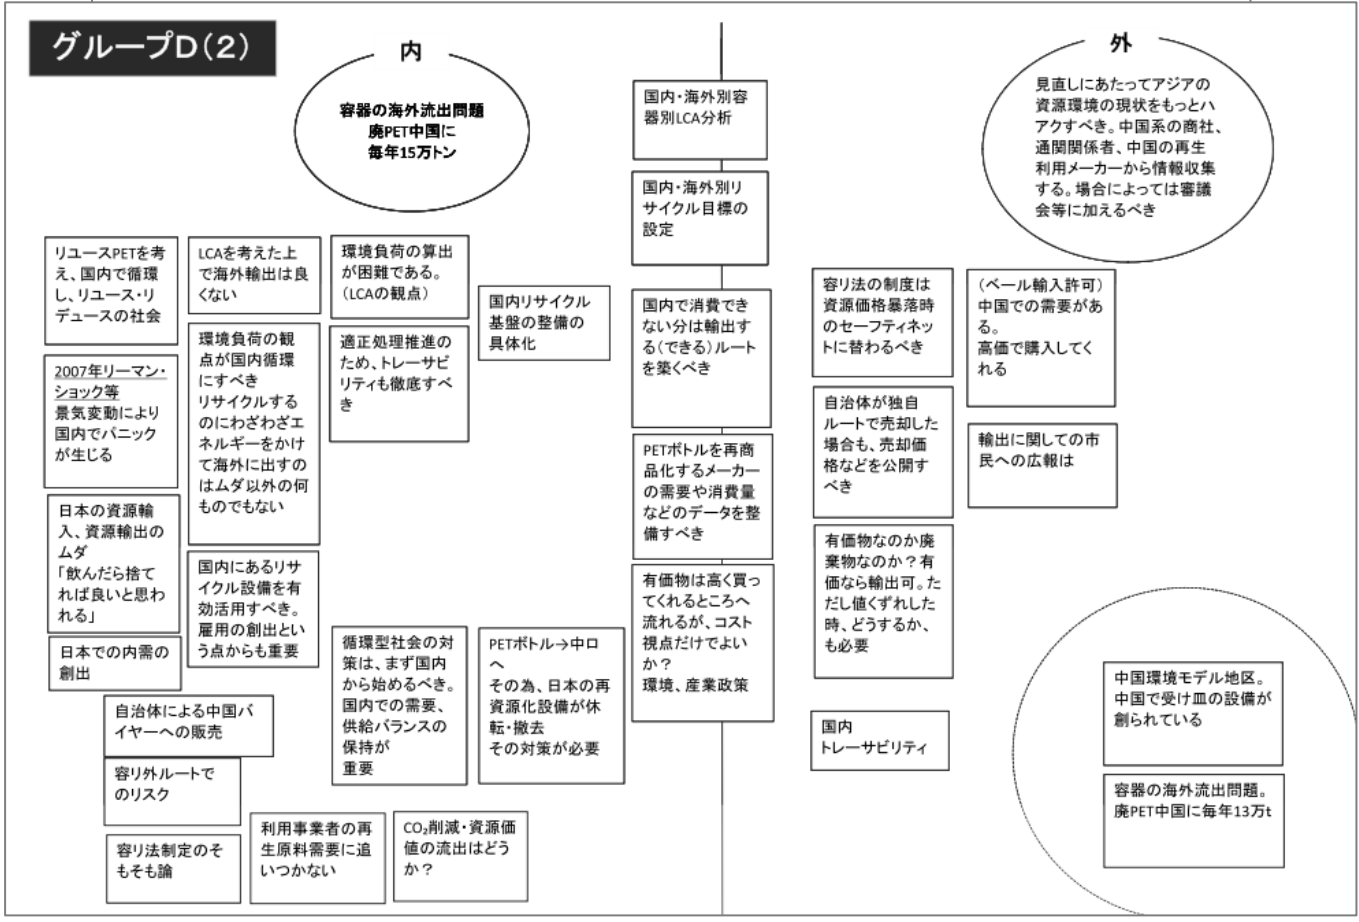 グループD（2）
内
容器の海外流出問題
廃PET中国に
毎年15万トン
外
見直しにあたってアジアの
資源環境の現状をもっとハ
アクすべき。中国系の商社、
通関関係者、中国の再生
利用メーカーから情報収集
する。場合によっては審議
会等に加えるべき
リユースPETを考
え、国内で循環
し、リユース・リ
デュースの社会
2007年リーマン・
ショック等
景気変動により
国内でパニック
が生じる
日本の資源輸
入、資源輸出の
ムダ
「飲んだら捨て
れば良いと思わ
れる」
日本での内需の
創出
LCAを考えた上
で海外輸出は良
くない
環境負荷の観
点が国内循環
にすべき
リサイクルする
のにわざわざエ
ネルギーをかけ
て海外に出すの
はムダ以外の何
ものでもない
国内にあるリサ
イクル設備を有
効活用すべき。
雇用の創出とい
う点からも重要
環境負荷の算出
が困難である。
（LCAの観点）
適正処理推進の
ため、トレーサビ
リティも徹底すべ
き
国内リサイクル
基盤の整備の
具体化
循環型社会の対
策は、まず国内
から始めるべき。
国内での需要、
供給バランスの
保持が
重要
PETボトル→中ロ
へ
その為、日本の再
資源化設備が休
転・撤去
その対策が必要
自治体による中国バ
イヤーへの販売
容リ外ルートで
のリスク
容リ法制定のそ
もそも論
利用事業者の再
生原料需要に追
いつかない
CO₂削減・資源価
値の流出はどう
か？
国内・海外別容
器別LCA分析
国内・海外別リ
サイクル目標の
設定
国内で消費でき
ない分は輸出す
る（できる）ルート
を築くべき
PETボトルを再商
品化するメーカー
の需要や消費量
などのデータを整
備すべき
有価物は高く買っ
てくれるところへ
流れるが、コスト
視点だけでよい
か？
環境、産業政策
容リ法の制度は
資源価格暴落時
のセーフティネッ
トに替わるべき
自治体が独自
ルートで売却した
場合も、売却価
格などを公開す
べき
有価物なのか廃
棄物なのか？有
価なら輸出可。た
だし値くずれした
時、どうするか、
も必要
国内
トレーサビリティ
（ベール輸入許可）
中国での需要があ
る。
高価で購入してく
れる
輸出に関しての市
民への広報は
中国環境モデル地区。
中国で受け皿の設備が
創られている
容器の海外流出問題。
廃PET中国に毎年13万t